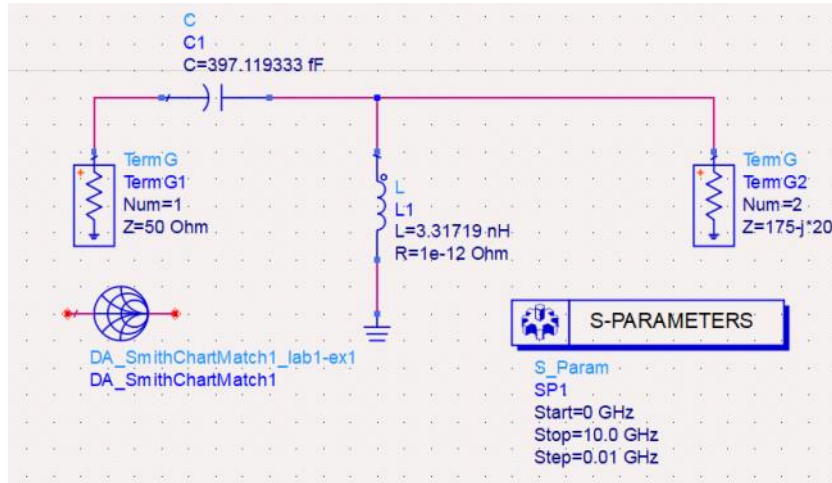 C
C1
C=397.119333 fF
Term G
TermG1
Num=1
Z=50 Ohm
L
L1
L=3.31719 nH
R=1e-12 Ohm
Term G
TermG2
Num=2
Z=175-j*20
DA_SmithChartMatch1_lab1-ex1
DA_SmithChartMatch1
S-PARAMETERS
S_Param
SP1
Start=0 GHz
Stop=10.0 GHz
Step=0.01 GHz